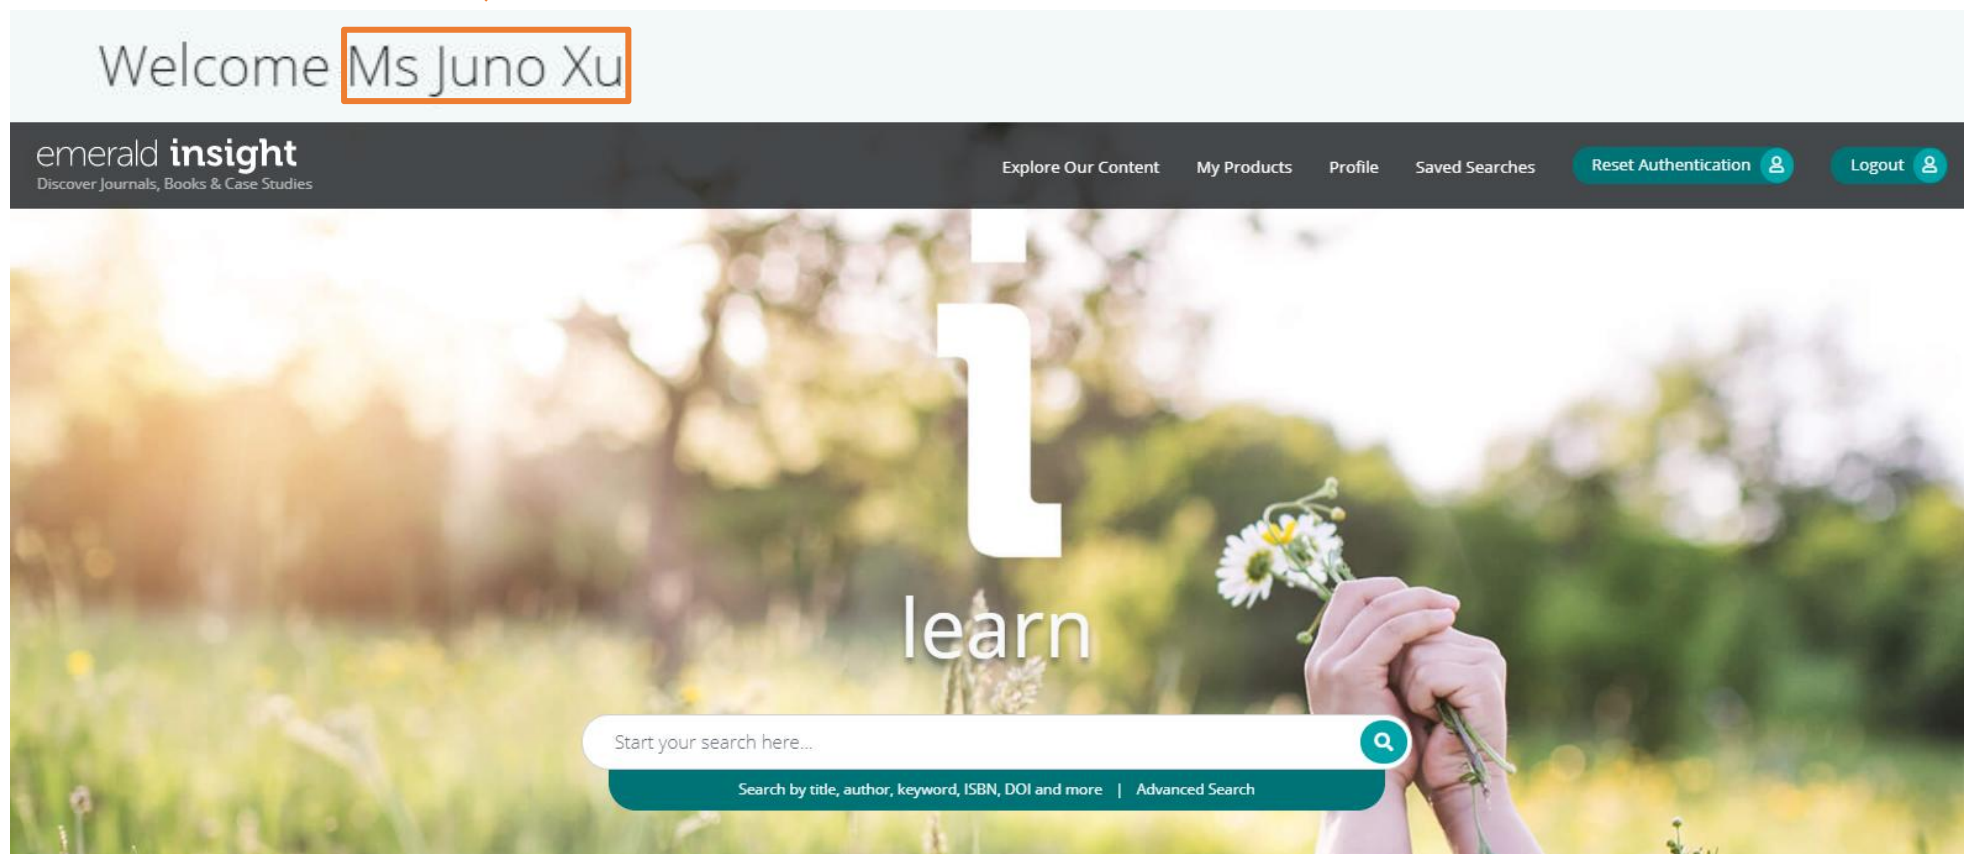 Welcome Ms Juno Xu
emerald insight
Discover Journals, Books & Case Studies
Explore Our Content My Products Profile Saved Searches Reset Authentication Logout
i
learn
Start your search here...
Search by title, author, keyword, ISBN, DOI and more | Advanced Search